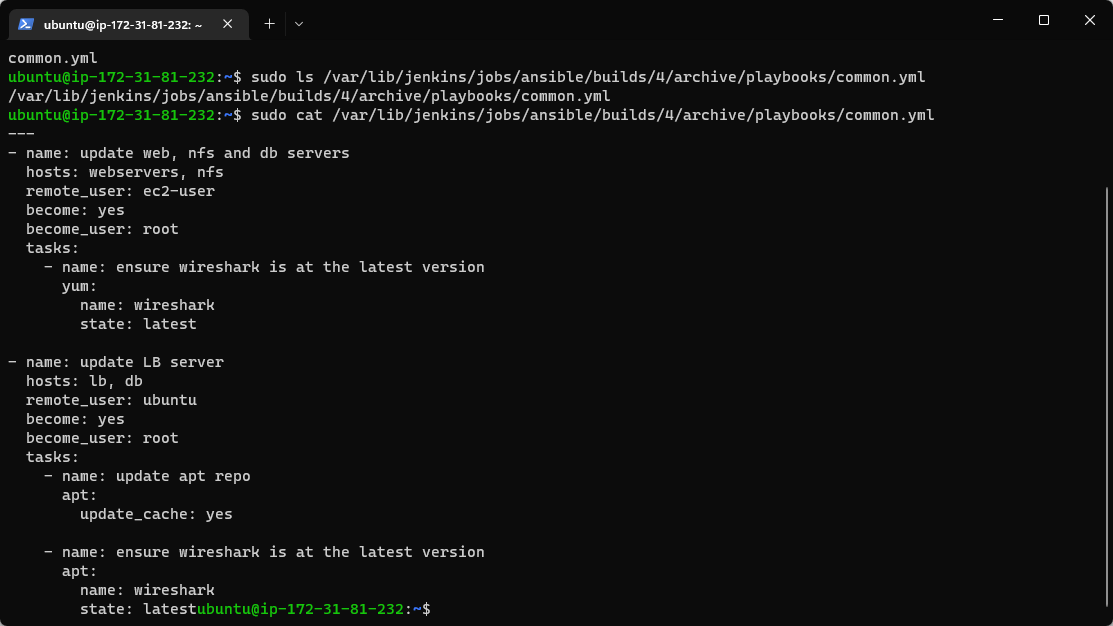 ubuntu@ip-172-31-81-232: ~
common.yml
ubuntu@ip-172-31-81-232:~$ sudo ls /var/lib/jenkins/jobs/ansible/builds/4/archive/playbooks/common.yml
/var/lib/jenkins/jobs/ansible/builds/4/archive/playbooks/common.yml
ubuntu@ip-172-31-81-232:~$ sudo cat /var/lib/jenkins/jobs/ansible/builds/4/archive/playbooks/common.yml
---
- name: update web, nfs and db servers
  hosts: webservers, nfs
  remote_user: ec2-user
  become: yes
  become_user: root
  tasks:
    - name: ensure wireshark is at the latest version
      yum:
        name: wireshark
        state: latest

- name: update LB server
  hosts: lb, db
  remote_user: ubuntu
  become: yes
  become_user: root
  tasks:
    - name: update apt repo
      apt:
        update_cache: yes

    - name: ensure wireshark is at the latest version
      apt:
        name: wireshark
        state: latestubuntu@ip-172-31-81-232:~$